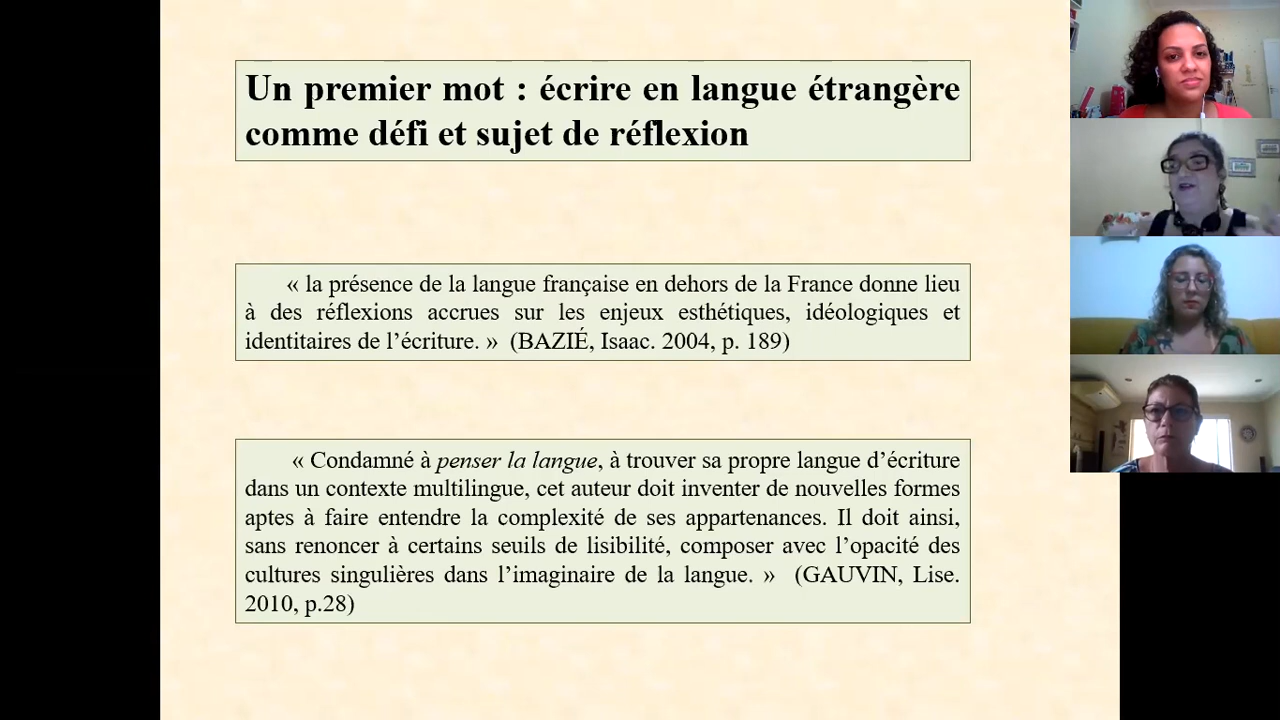 Un premier mot : écrire en langue étrangère
comme défi et sujet de réflexion
« la présence de la langue française en dehors de la France donne lieu
à des réflexions accrues sur les enjeux esthétiques, idéologiques et
identitaires de l’écriture. » (BAZIÉ, Isaac. 2004, p. 189)
« Condamné à penser la langue, à trouver sa propre langue d’écriture
dans un contexte multilingue, cet auteur doit inventer de nouvelles formes
aptes à faire entendre la complexité de ses appartenances. Il doit ainsi,
sans renoncer à certains seuils de lisibilité, composer avec l’opacité des
cultures singulières dans l’imaginaire de la langue. » (GAUVIN, Lise.
2010, p.28)